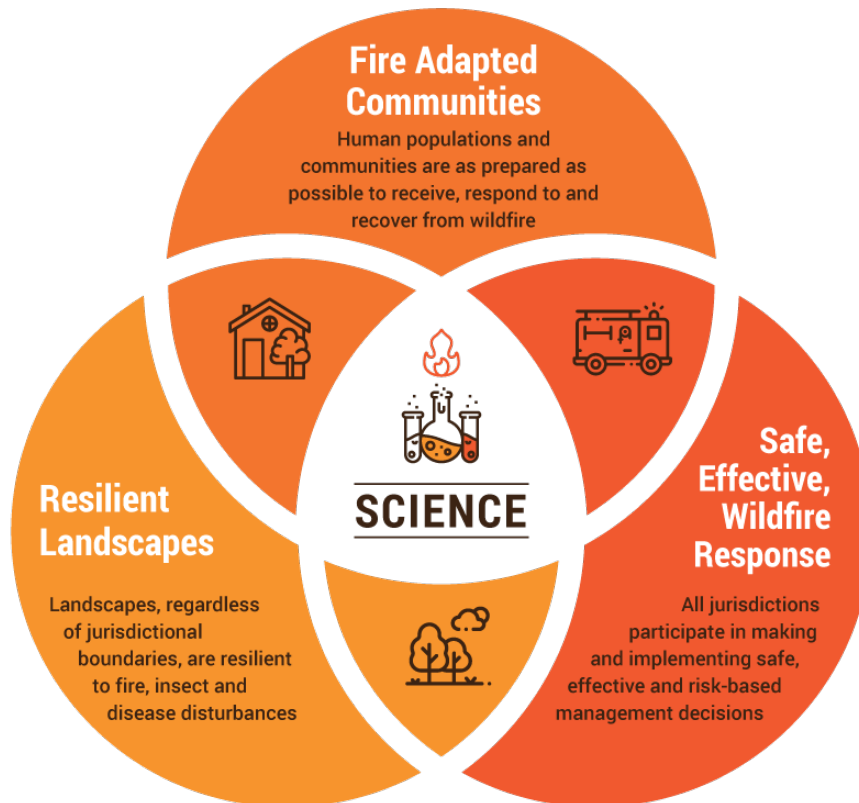 Fire Adapted
Communities
Human populations and
communities are as prepared as
possible to receive, respond to and
recover from wildfire
SCIENCE
Resilient
Landscapes
Landscapes, regardless
of jurisdictional
boundaries, are resilient
to fire, insect and
disease disturbances
Safe,
Effective,
Wildfire
Response
All jurisdictions
participate in making
and implementing safe,
effective and risk-based
management decisions